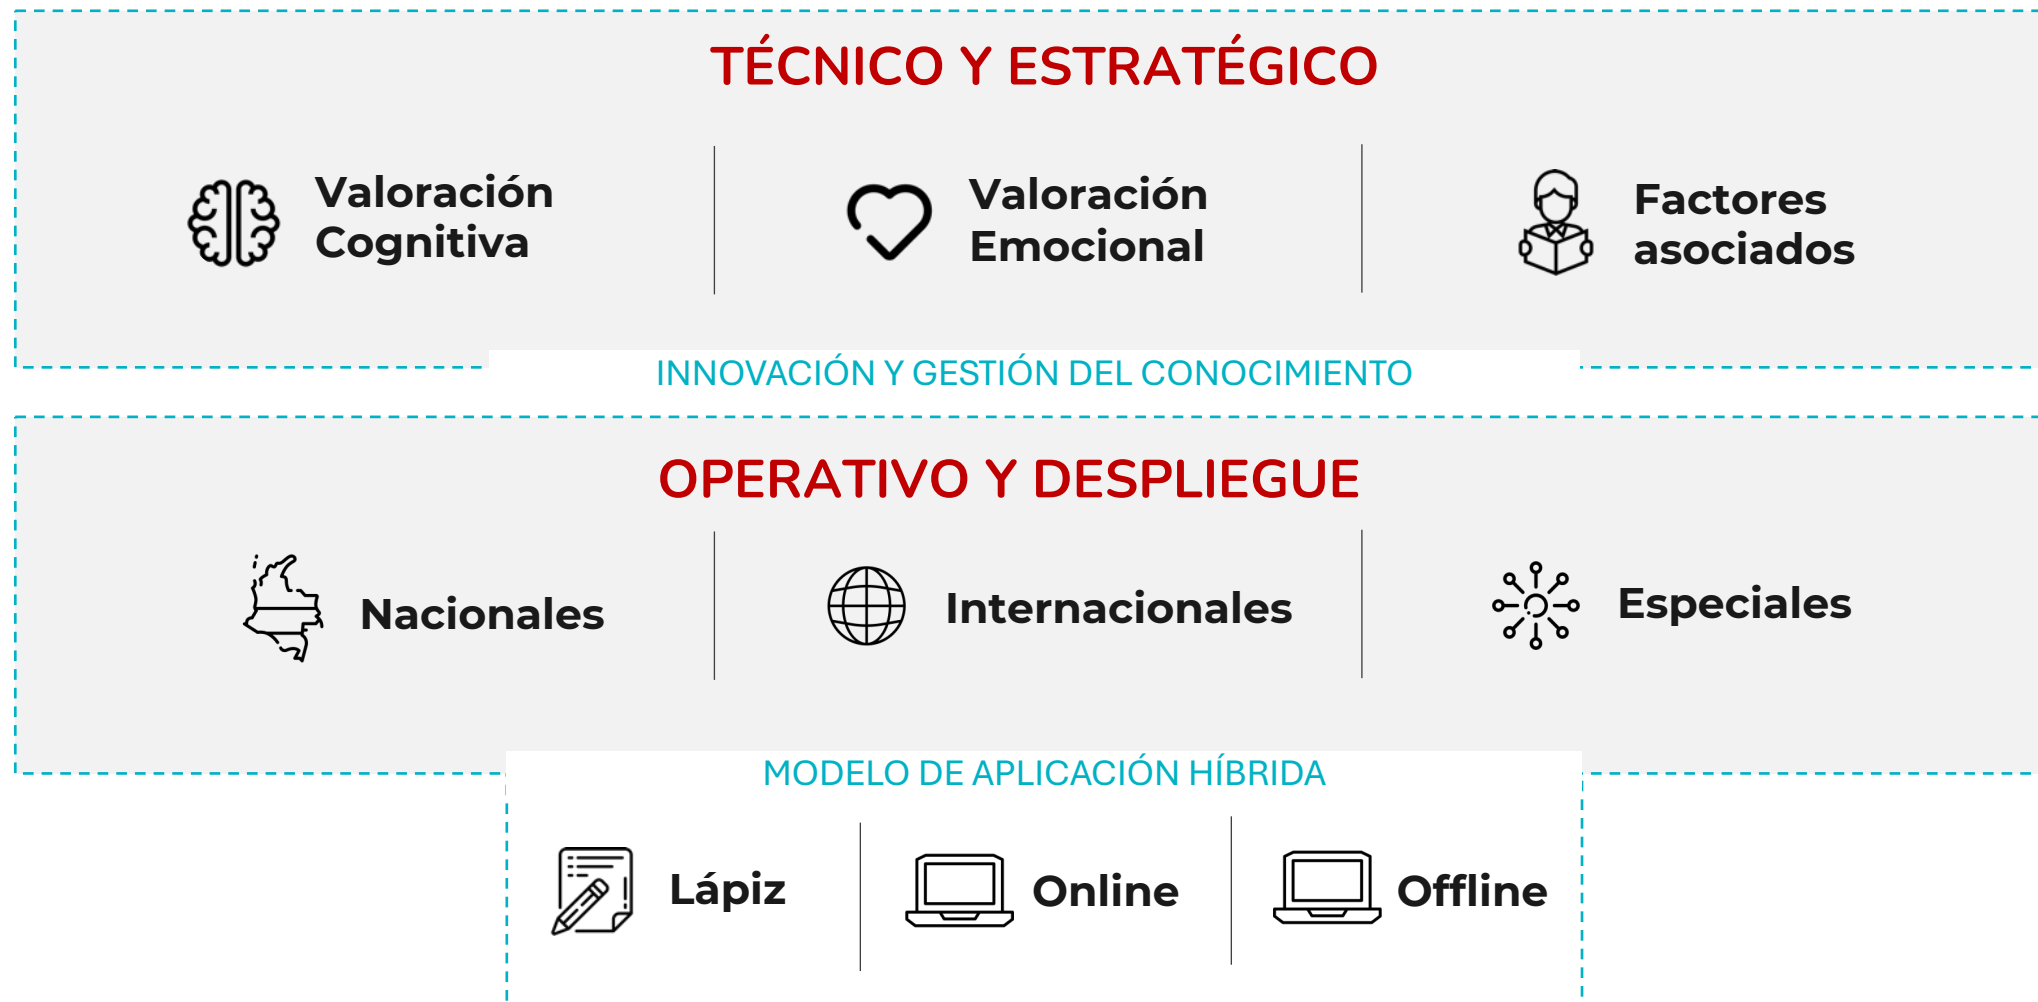 TÉCNICO Y ESTRATÉGICO
Valoración
Cognitiva
Valoración
Emocional
Factores
asociados
INNOVACIÓN Y GESTIÓN DEL CONOCIMIENTO
OPERATIVO Y DESPLIEGUE
Nacionales
Internacionales
Especiales
MODELO DE APLICACIÓN HÍBRIDA
Lápiz
Online
Offline